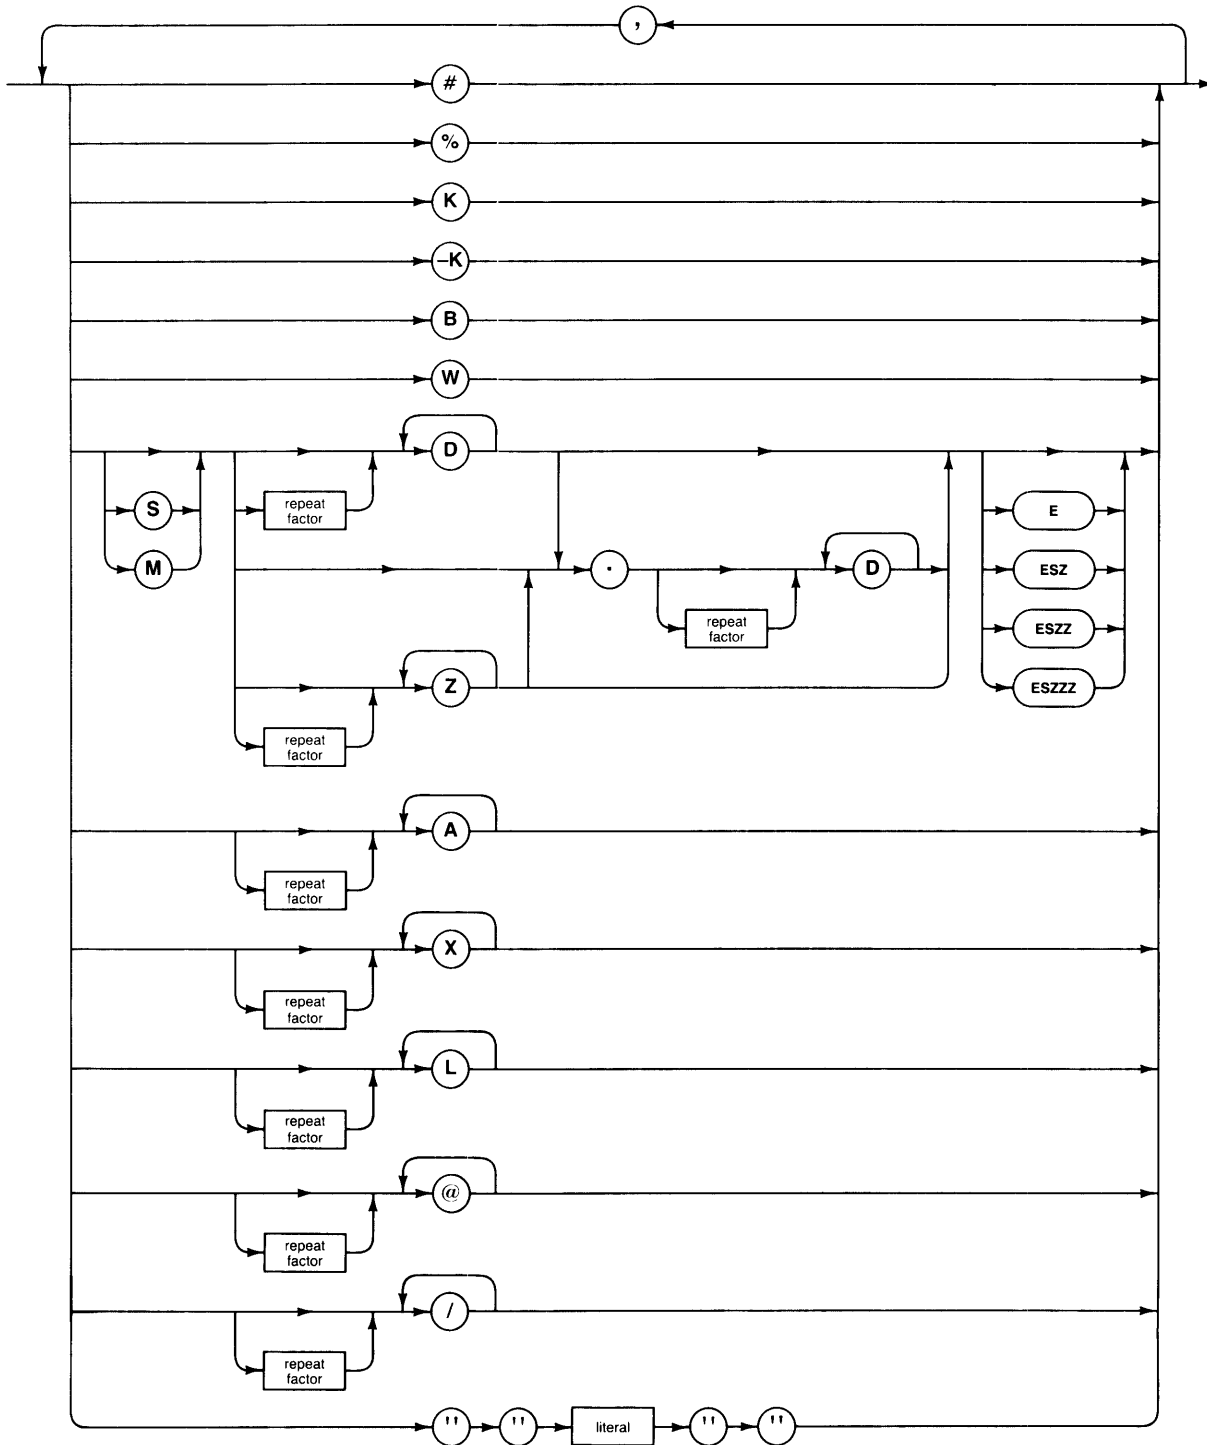 ,
#
%
K
–K
B
W
D
S
repeat
factor
E
M
.
D
ESZ
repeat
factor
ESZZ
Z
ESZZZ
repeat
factor
A
repeat
factor
X
repeat
factor
L
repeat
factor
@
repeat
factor
/
repeat
factor
" " literal " "